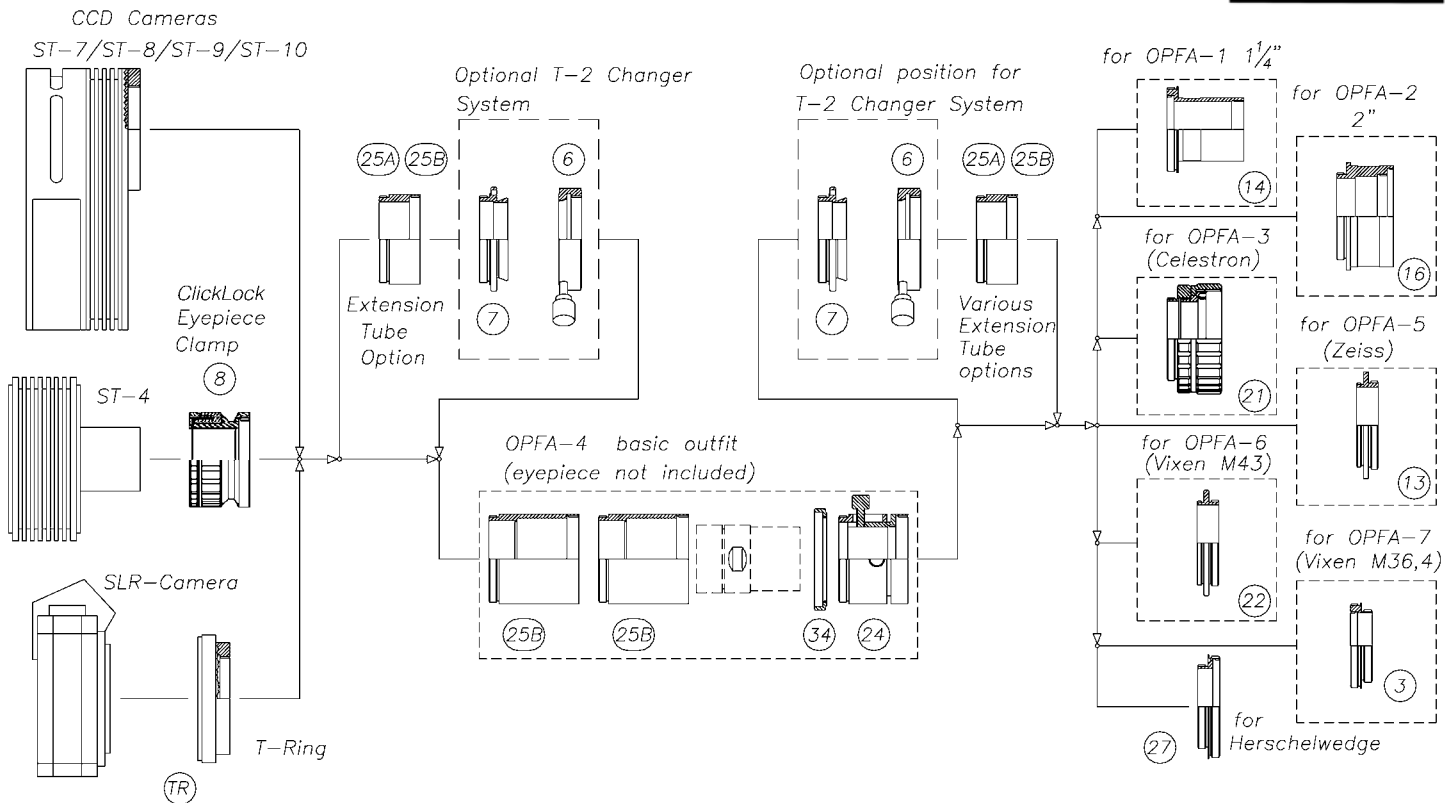 CCD Cameras
ST-7/ST-8/ST-9/ST-10
ClickLock
Eyepiece
Clamp
8
ST-4
SLR-Camera
T-Ring
TR
25A 25B
Extension
Tube
Option
Optional T-2 Changer
System
6
7
OPFA-4 basic outfit
(eyepiece not included)
25B
25B
34
24
Optional position for
T-2 Changer System
6
7
25A 25B
Various
Extension
Tube
options
for OPFA-1 1¼"
14
for OPFA-2
2"
16
for OPFA-3
(Celestron)
21
for OPFA-5
(Zeiss)
13
for OPFA-6
(Vixen M43)
22
for OPFA-7
(Vixen M36,4)
3
27
for
Herschelwedge